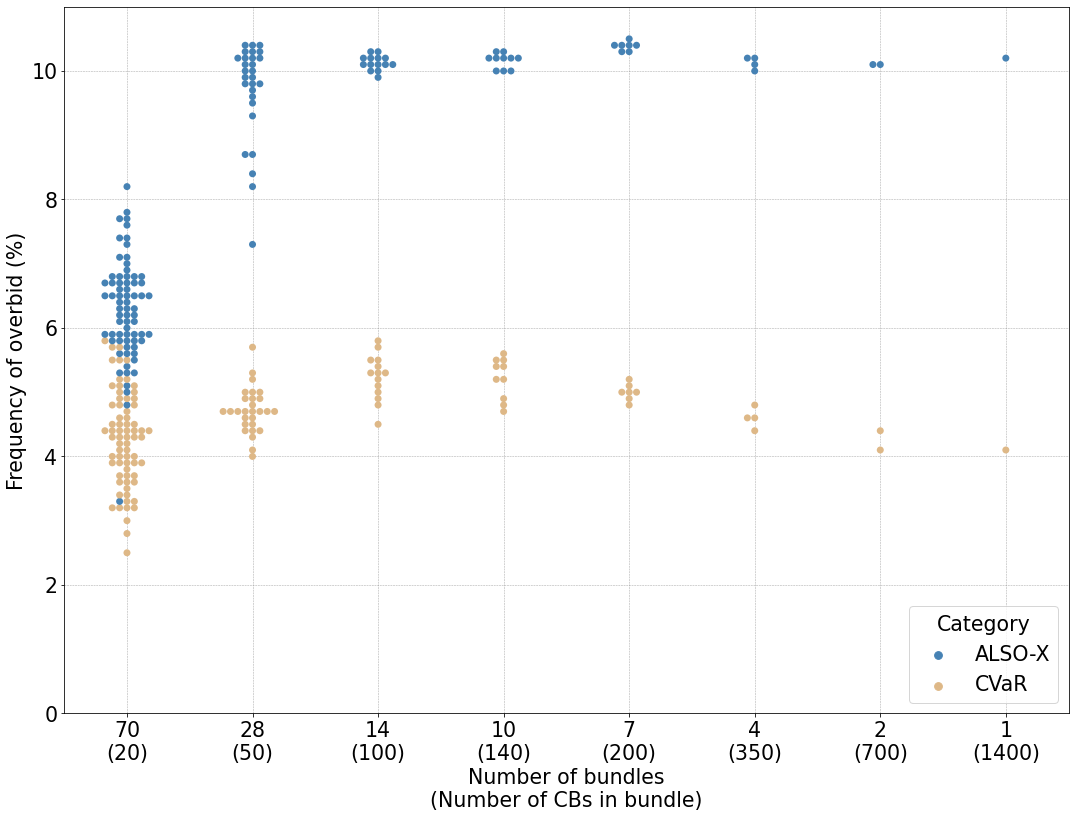 Frequency of overbid (%)
10
8
6
4
2
0
70 28 14 10 7 4 2 1
(20) (50) (100) (140) (200) (350) (700) (1400)
Number of bundles
(Number of CBs in bundle)
Category
ALSO-X
CVaR